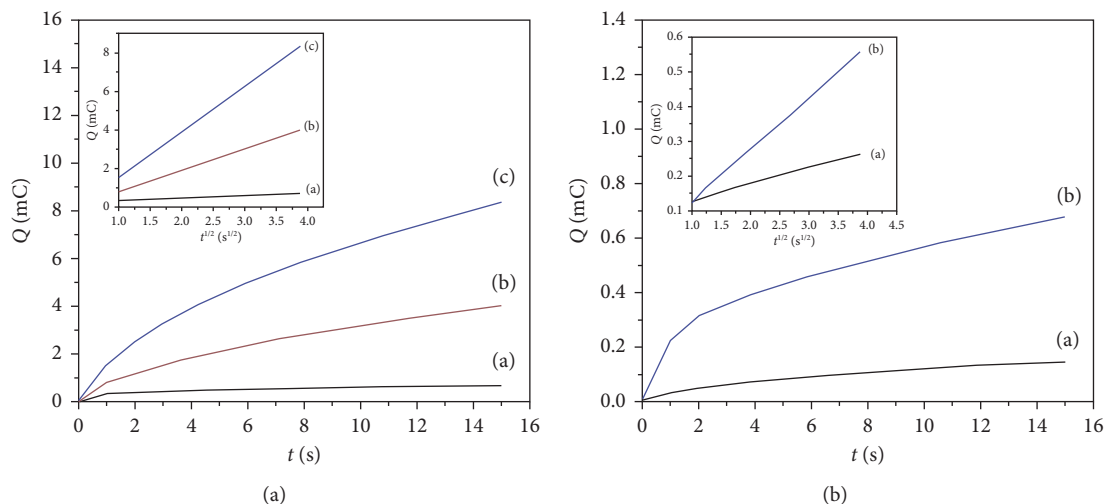 16
14
12
10
8
6
4
2
0
Q (mC)
0 2 4 6 8 10 12 14 16
t (s)
(c)
(b)
(a)
8
6
4
2
0
Q (mC)
1.0 1.5 2.0 2.5 3.0 3.5 4.0
t1/2 (s1/2)
(c)
(b)
(a)
(a)
1.4
1.2
1.0
0.8
0.6
0.4
0.2
0.0
Q (mC)
0 2 4 6 8 10 12 14 16
t (s)
(b)
(a)
0.6
0.5
0.4
0.3
0.2
0.1
Q (mC)
1.0 1.5 2.0 2.5 3.0 3.5 4.0 4.5
t1/2 (s1/2)
(b)
(a)
(b)